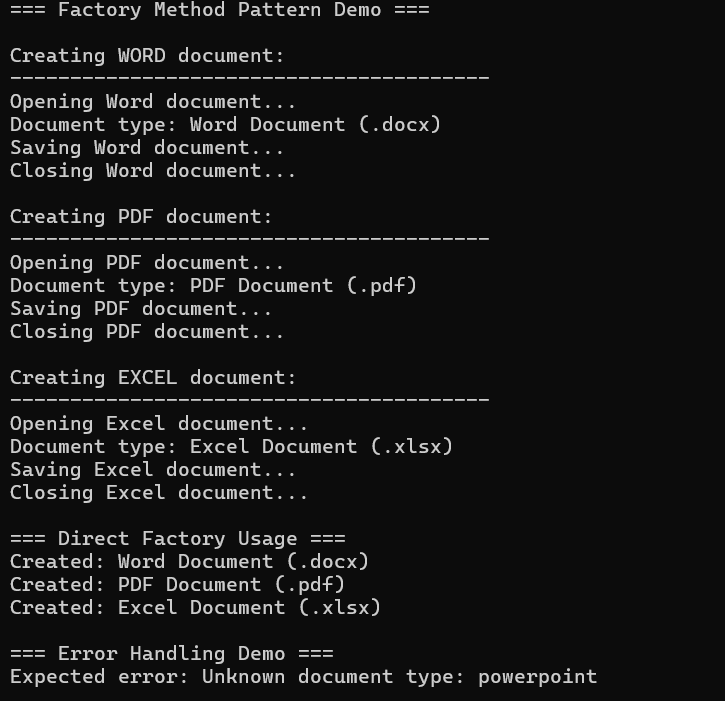 === Factory Method Pattern Demo ===
Creating WORD document:
----------------------------------------
Opening Word document...
Document type: Word Document (.docx)
Saving Word document...
Closing Word document...
Creating PDF document:
----------------------------------------
Opening PDF document...
Document type: PDF Document (.pdf)
Saving PDF document...
Closing PDF document...
Creating EXCEL document:
----------------------------------------
Opening Excel document...
Document type: Excel Document (.xlsx)
Saving Excel document...
Closing Excel document...
=== Direct Factory Usage ===
Created: Word Document (.docx)
Created: PDF Document (.pdf)
Created: Excel Document (.xlsx)
=== Error Handling Demo ===
Expected error: Unknown document type: powerpoint